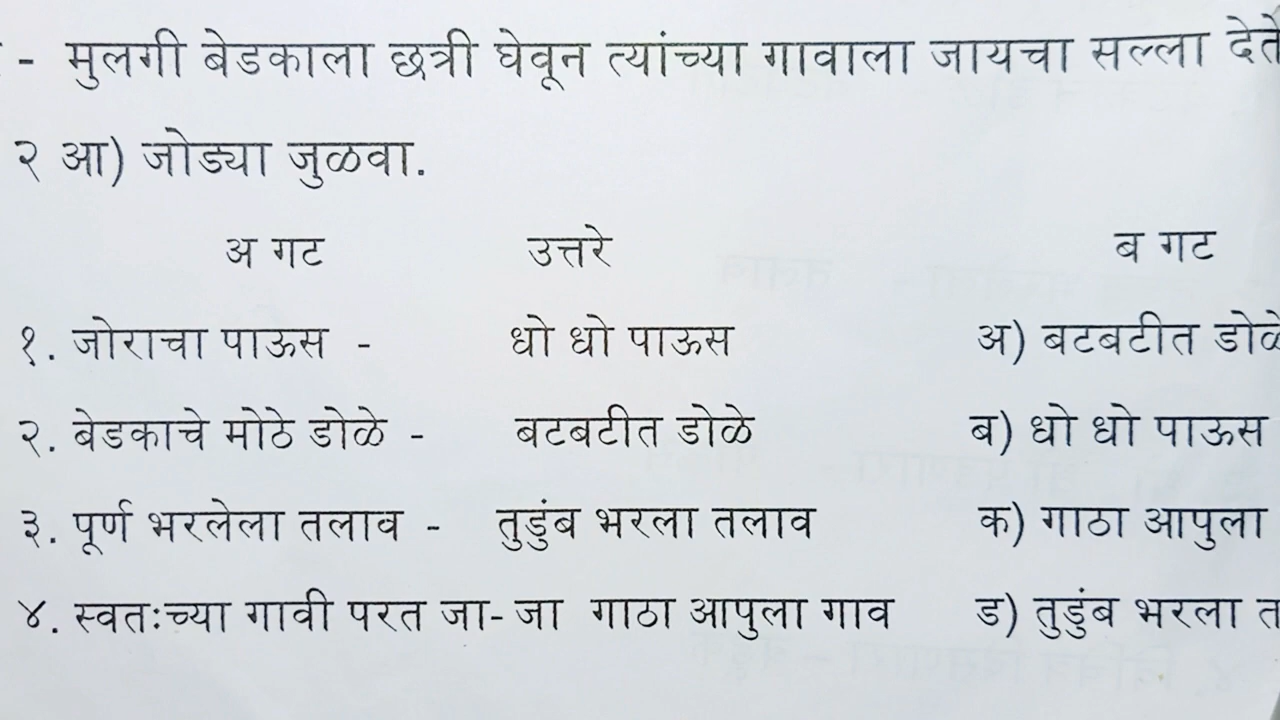 - मुलगी बेडकाला छत्री घेवून त्यांच्या गावाला जायचा सल्ला देते
२ आ) जोड्या जुळवा.
अ गट उत्तरे ब गट
१. जोराचा पाऊस - धो धो पाऊस अ) बटबटीत डोळे
२. बेडकाचे मोठे डोळे - बटबटीत डोळे ब) धो धो पाऊस
३. पूर्ण भरलेला तलाव - तुडुंब भरला तलाव क) गाठा आपुला
४. स्वतःच्या गावी परत जा- जा गाठा आपुला गाव ड) तुडुंब भरला त